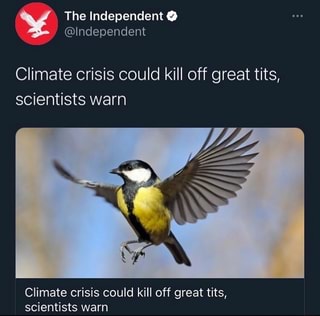 The Independent
@Independent
Climate crisis could kill off great tits,
scientists warn
Climate crisis could kill off great tits,
scientists warn